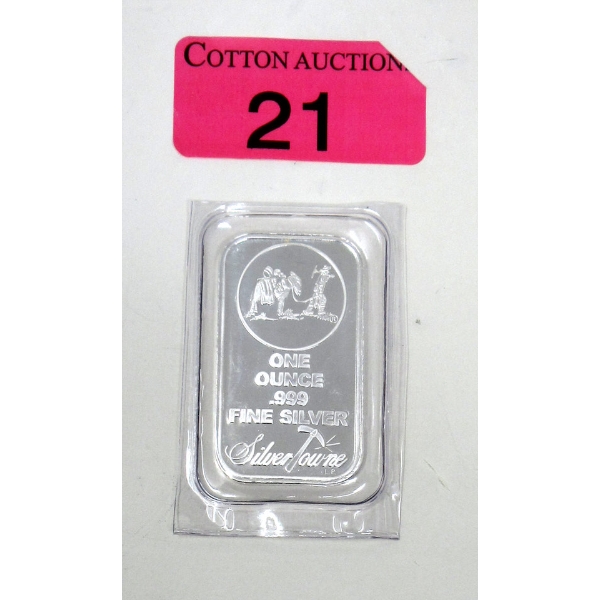 COTTON AUCTION
21
ONE
OUNCE
.999
FINE SILVER
SilverTowne
L.P.